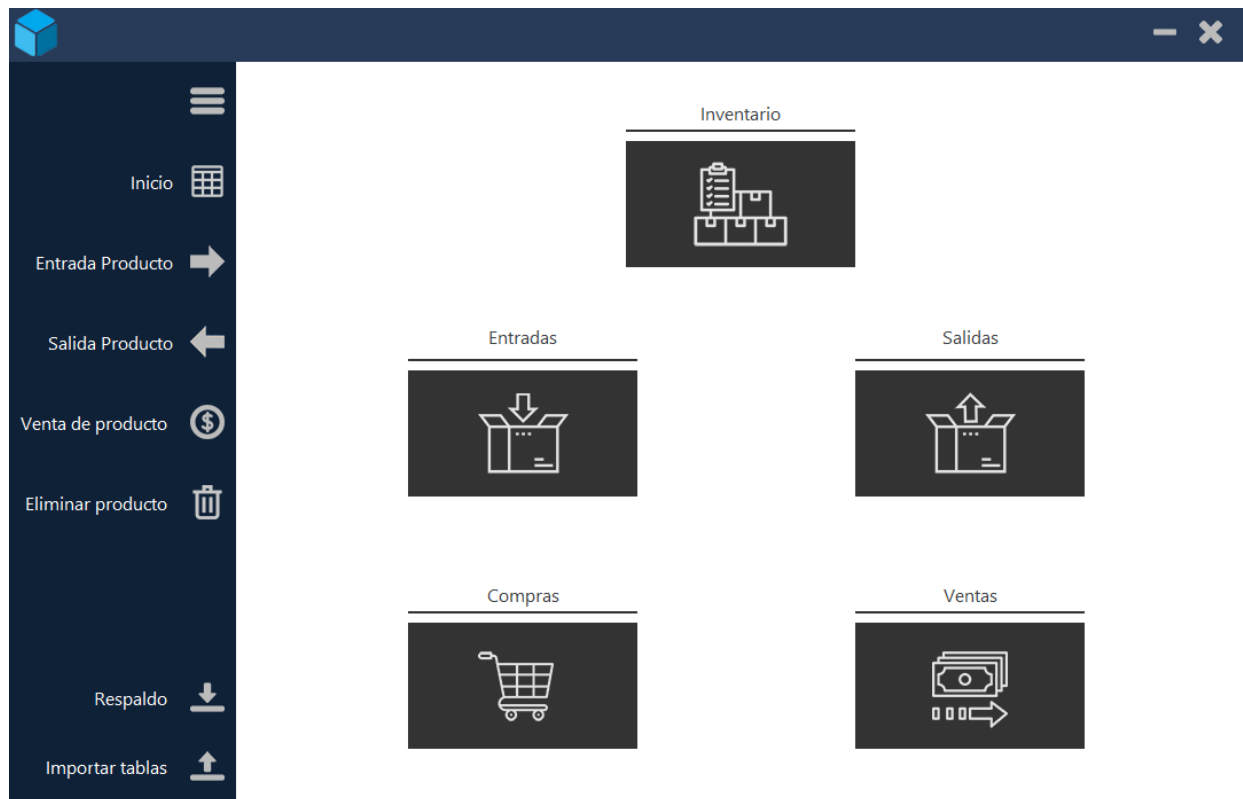 Inicio
Entrada Producto
Salida Producto
Venta de producto
Eliminar producto
Respaldo
Importar tablas
Inventario
Entradas
Salidas
Compras
Ventas